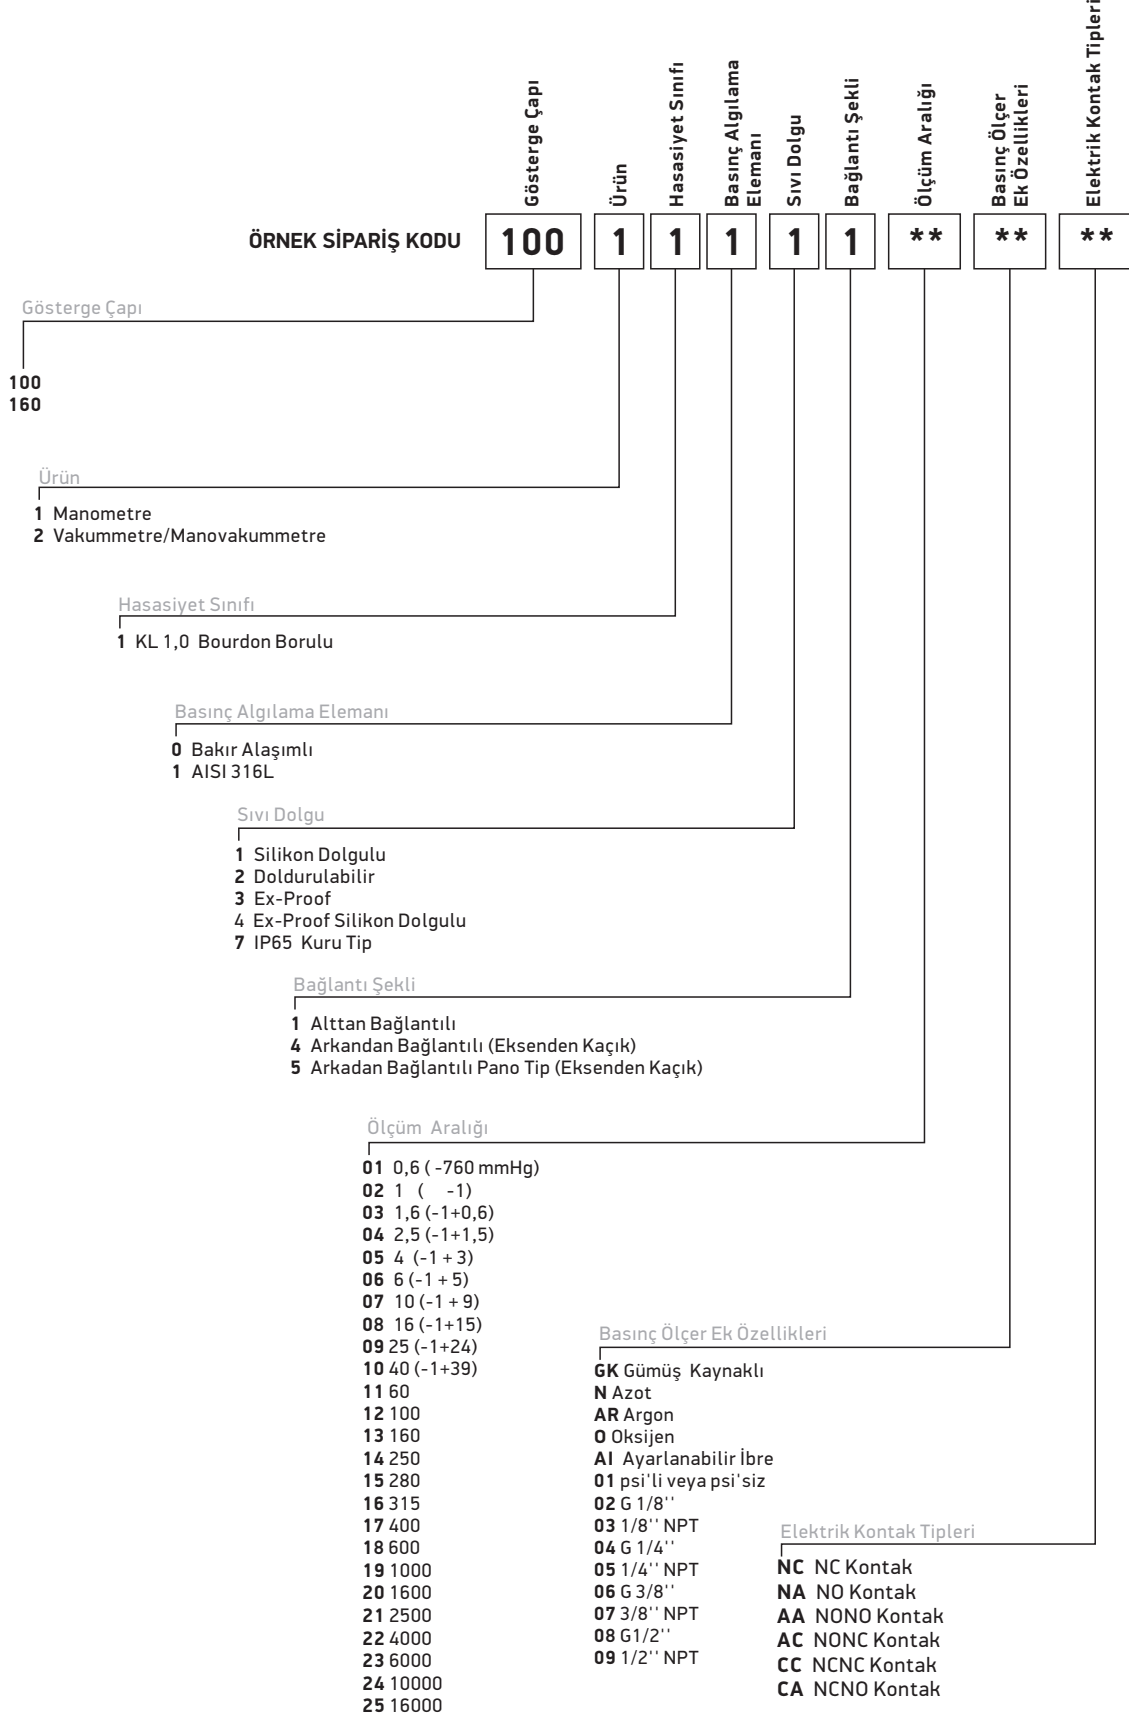 Gösterge Çapı
Ürün
Hasasiyet Sınıfı
Basınç Algılama
Elemanı
Sıvı Dolgu
Bağlantı Şekli
Ölçüm Aralığı
Basınç Ölçer
Ek Özellikleri
Elektrik Kontak Tipleri
ÖRNEK SİPARİŞ KODU 100 1 1 1 1 1 ** ** **
Gösterge Çapı
100
160
Ürün
1 Manometre
2 Vakummetre/Manovakummetre
Hasasiyet Sınıfı
1 KL 1,0 Bourdon Borulu
Basınç Algılama Elemanı
0 Bakır Alaşımlı
1 AISI 316L
Sıvı Dolgu
1 Silikon Dolgulu
2 Doldurulabilir
3 Ex-Proof
4 Ex-Proof Silikon Dolgulu
7 IP65 Kuru Tip
Bağlantı Şekli
1 Alttan Bağlantılı
4 Arkandan Bağlantılı (Eksenden Kaçık)
5 Arkadan Bağlantılı Pano Tip (Eksenden Kaçık)
Ölçüm Aralığı
01 0,6 ( -760 mmHg)
02 1 ( -1)
03 1,6 (-1+0,6)
04 2,5 (-1+1,5)
05 4 (-1 + 3)
06 6 (-1 + 5)
07 10 (-1 + 9)
08 16 (-1+15)
09 25 (-1+24)
10 40 (-1+39)
11 60
12 100
13 160
14 250
15 280
16 315
17 400
18 600
19 1000
20 1600
21 2500
22 4000
23 6000
24 10000
25 16000
Basınç Ölçer Ek Özellikleri
GK Gümüş Kaynaklı
N Azot
AR Argon
O Oksijen
AI Ayarlanabilir İbre
01 psi'li veya psi'siz
02 G 1/8''
03 1/8'' NPT
04 G 1/4''
05 1/4'' NPT
06 G 3/8''
07 3/8'' NPT
08 G1/2''
09 1/2'' NPT
Elektrik Kontak Tipleri
NC NC Kontak
NA NO Kontak
AA NONO Kontak
AC NONC Kontak
CC NCNC Kontak
CA NCNO Kontak